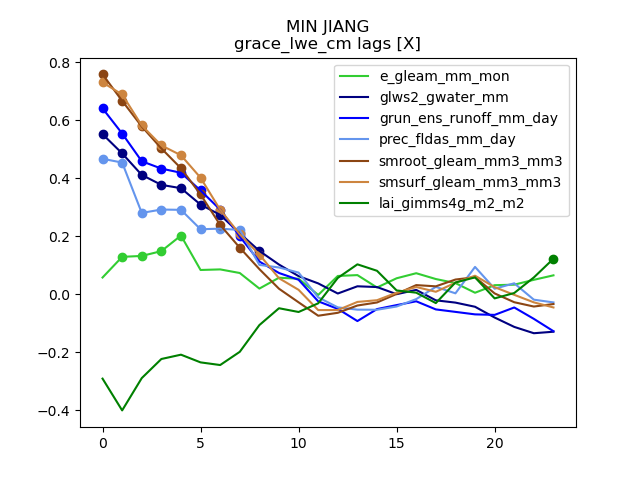 MIN JIANG
grace_lwe_cm lags [X]
e_gleam_mm_mon
glws2_gwater_mm
grun_ens_runoff_mm_day
prec_fldas_mm_day
smroot_gleam_mm3_mm3
smsurf_gleam_mm3_mm3
lai_gimms4g_m2_m2
0.8
0.6
0.4
0.2
0.0
−0.2
−0.4
0 5 10 15 20